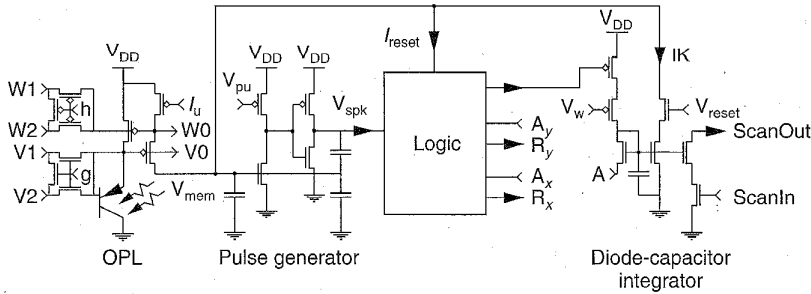 V_DD
W1
h
W2
V1
g
V2
I_u
W0
V0
V_mem
OPL
V_DD
V_DD
V_pu
V_spk
Pulse generator
I_reset
Logic
A_y
R_y
A_x
R_x
V_DD
IK
V_w
V_reset
ScanOut
A
ScanIn
Diode-capacitor
integrator